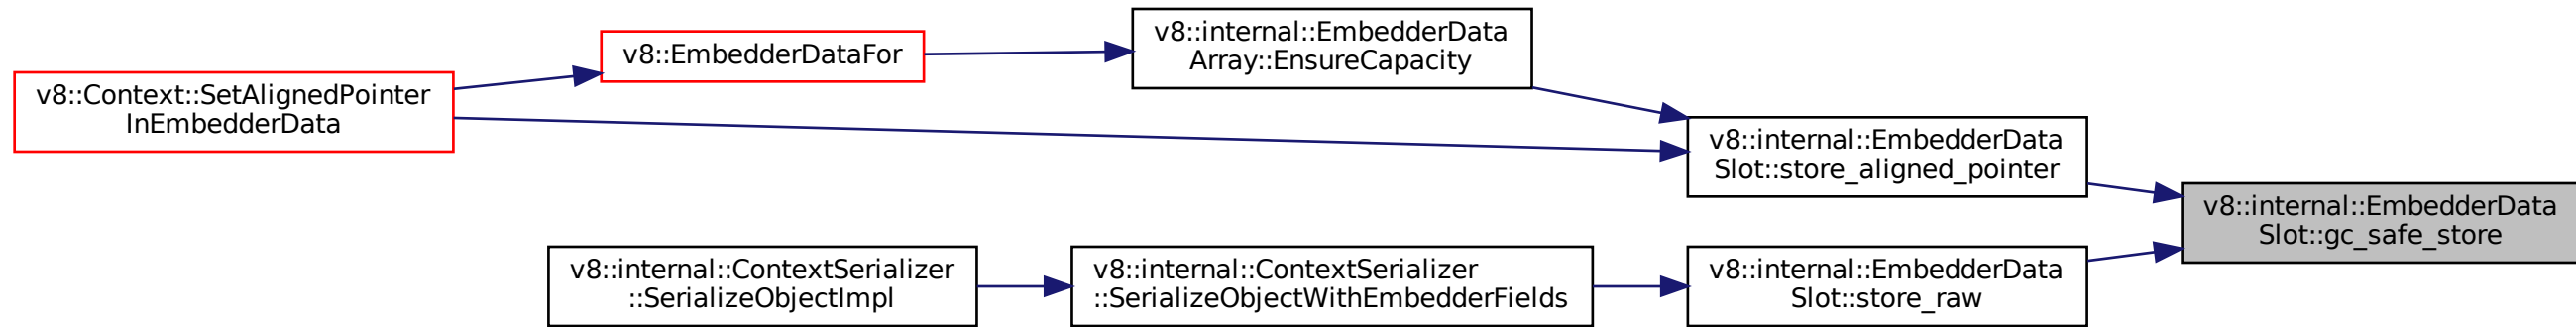 v8::Context::SetAlignedPointer
InEmbedderData
v8::EmbedderDataFor
v8::internal::EmbedderData
Array::EnsureCapacity
v8::internal::EmbedderData
Slot::store_aligned_pointer
v8::internal::EmbedderData
Slot::gc_safe_store
v8::internal::ContextSerializer
::SerializeObjectImpl
v8::internal::ContextSerializer
::SerializeObjectWithEmbedderFields
v8::internal::EmbedderData
Slot::store_raw